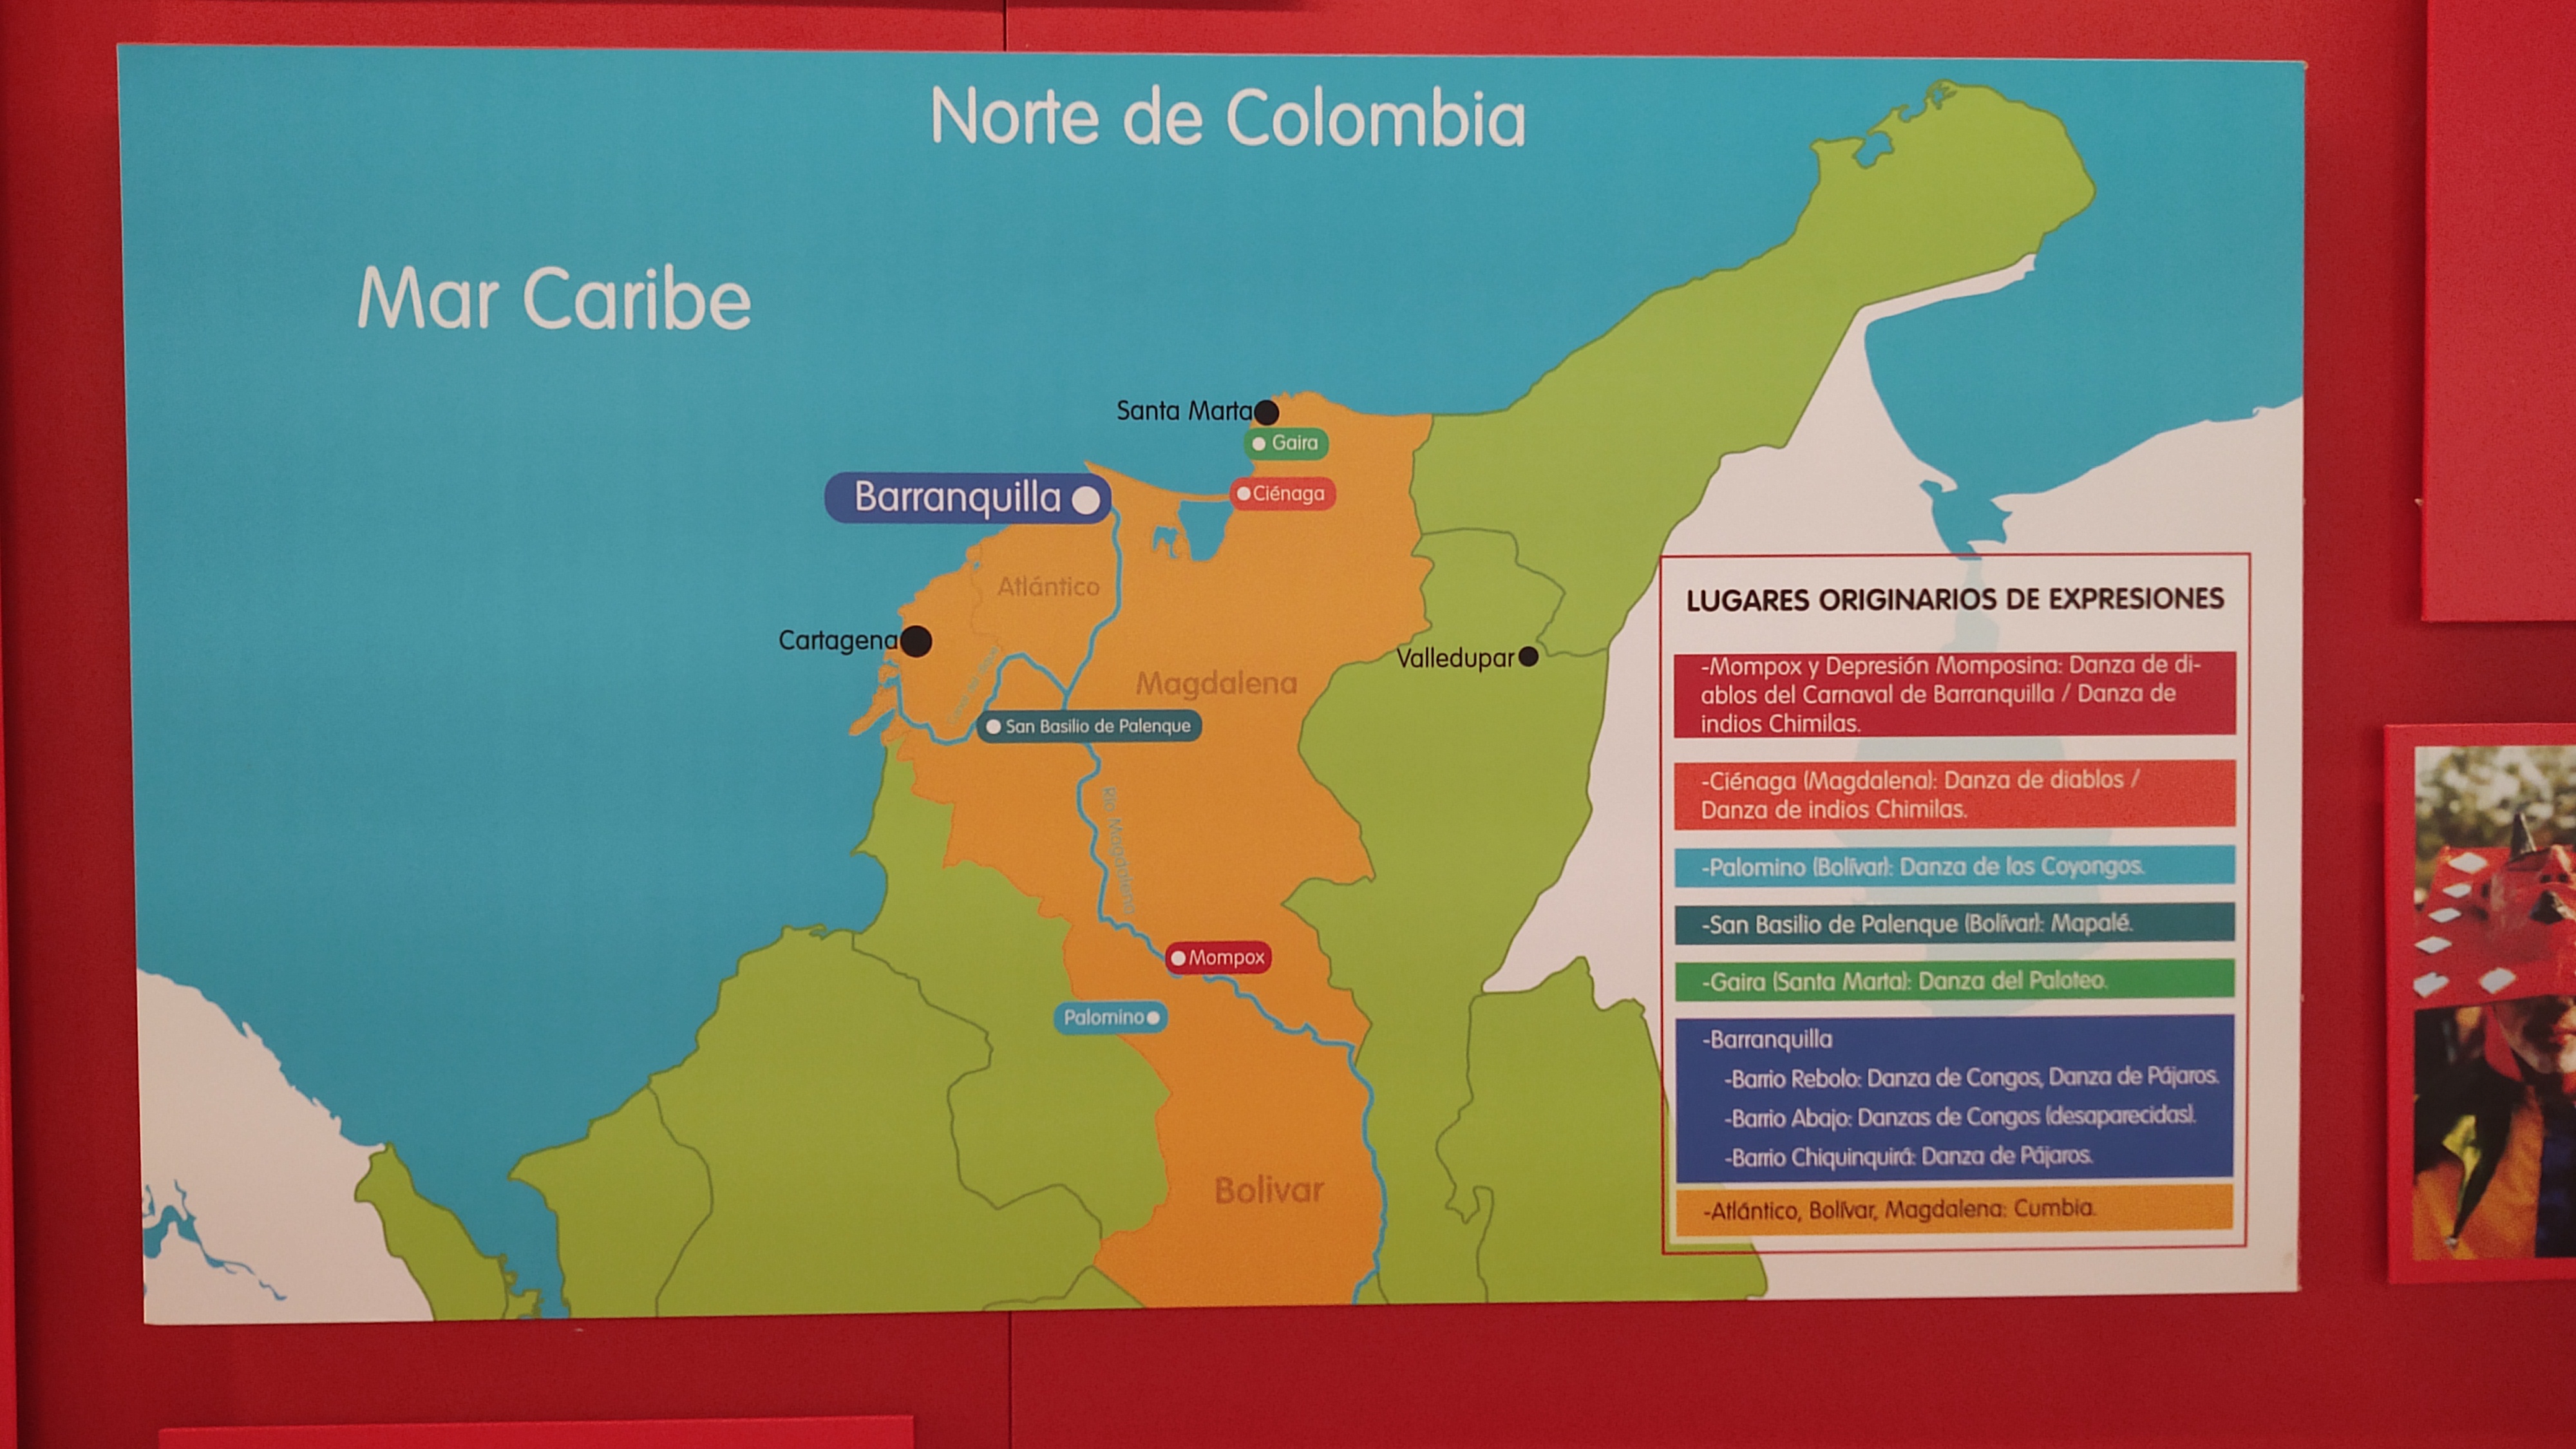 Norte de Colombia
Mar Caribe
Santa Marta
Gaira
Barranquilla
Ciénaga
Atlántico
Cartagena
Valledupar
Magdalena
San Basilio de Palenque
Río Magdalena
Mompox
Palomino
Bolivar
LUGARES ORIGINARIOS DE EXPRESIONES
-Mompox y Depresión Momposina: Danza de di-
ablos del Carnaval de Barranquilla / Danza de
indios Chimilas.
-Ciénaga (Magdalena): Danza de diablos /
Danza de indios Chimilas.
-Palomino (Bolívar): Danza de los Coyongos.
-San Basilio de Palenque (Bolívar): Mapalé.
-Gaira (Santa Marta): Danza del Paloteo.
-Barranquilla
-Barrio Rebolo: Danza de Congos, Danza de Pájaros.
-Barrio Abajo: Danzas de Congos (desaparecidas).
-Barrio Chiquinquirá: Danza de Pájaros.
-Atlántico, Bolívar, Magdalena: Cumbia.